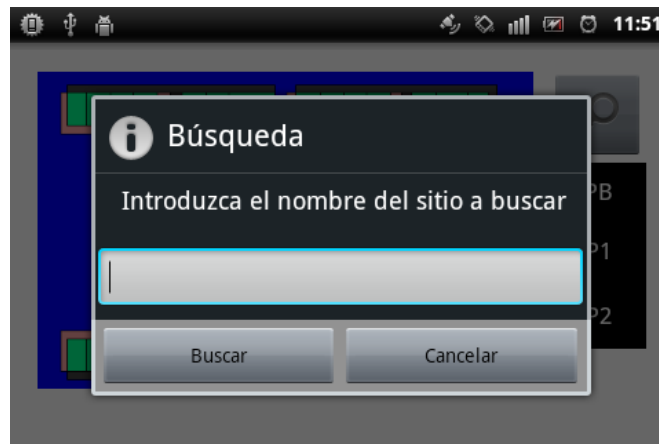 11:51
Búsqueda
Introduzca el nombre del sitio a buscar
PB
P1
P2
Buscar
Cancelar